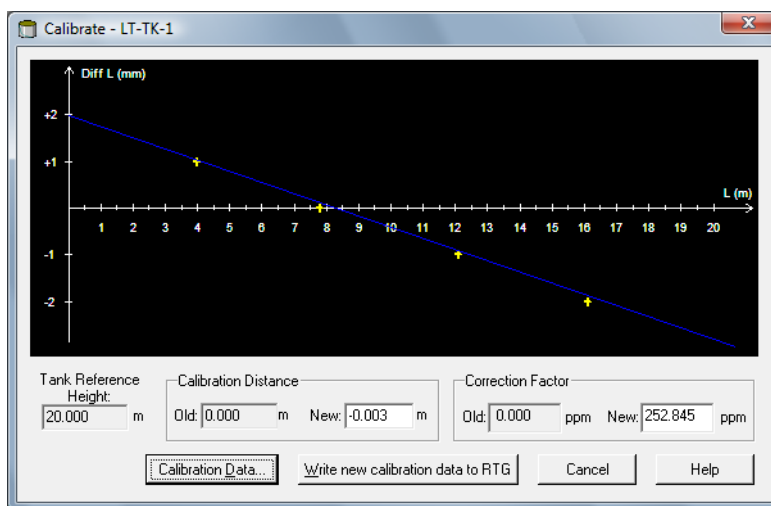 Calibrate - LT-TK-1
Diff L (mm)
+2
+1
L (m)
1 2 3 4 5 6 7 8 9 10 11 12 13 14 15 16 17 18 19 20
-1
-2
Tank Reference Height:
20.000 m
Calibration Distance
Old: 0.000 m New: -0.003 m
Correction Factor
Old: 0.000 ppm New: 252.845 ppm
Calibration Data... Write new calibration data to RTG Cancel Help